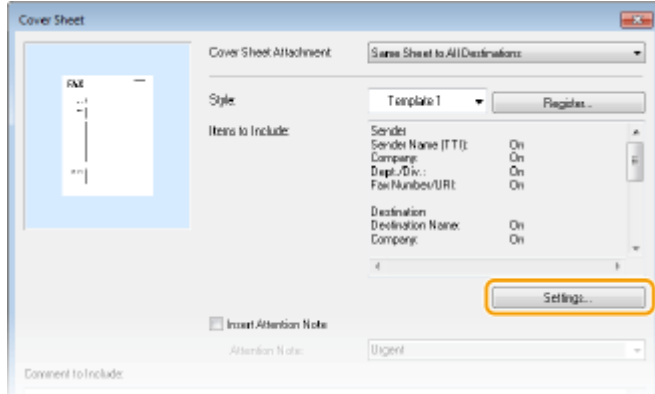 Cover Sheet
Cover Sheet Attachment: Same Sheet to All Destinations
FAX
Style: Template 1 Register...
Items to Include:
Sender
Sender Name (TTI): On
Company: On
Dept./Div.: On
Fax Number/URI: On
Destination
Destination Name: On
Company: On
Settings...
Insert Attention Note
Attention Note: Urgent
Comment to Include: